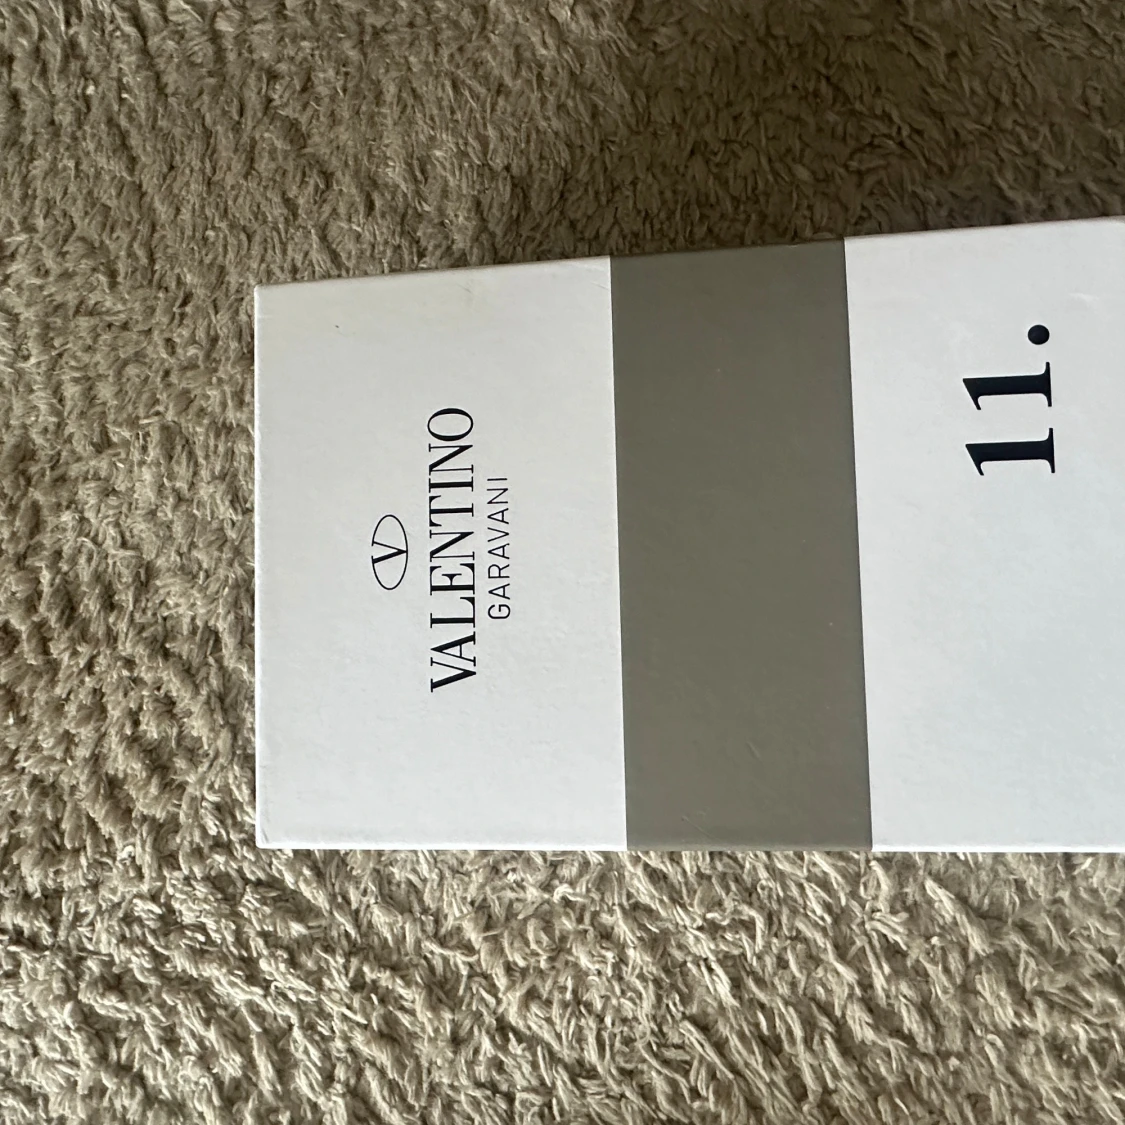 V
VALENTINO
GARAVANI
11.